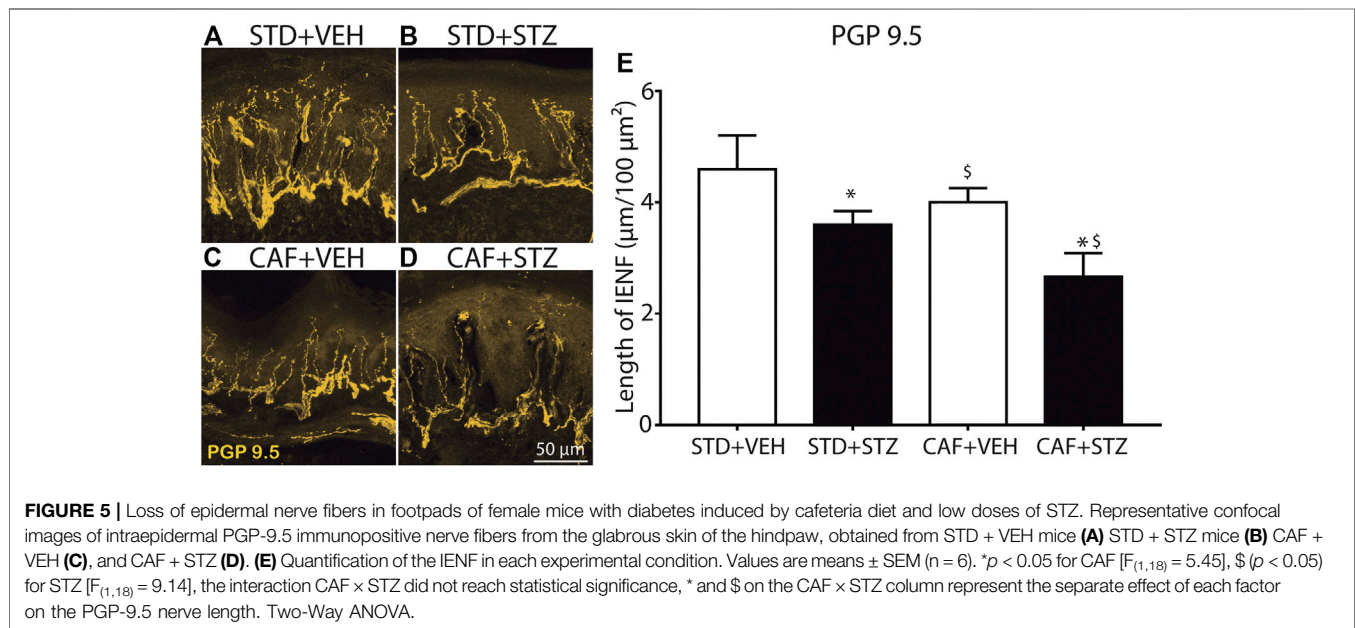 A STD+VEH
B STD+STZ
C CAF+VEH
D CAF+STZ
PGP 9.5
50 µm
PGP 9.5
E
Length of IENF (µm/100 µm²)
6
4
2
0
*
$
* $
STD+VEH STD+STZ CAF+VEH CAF+STZ
FIGURE 5 | Loss of epidermal nerve fibers in footpads of female mice with diabetes induced by cafeteria diet and low doses of STZ. Representative confocal
images of intraepidermal PGP-9.5 immunopositive nerve fibers from the glabrous skin of the hindpaw, obtained from STD + VEH mice (A) STD + STZ mice (B) CAF +
VEH (C), and CAF + STZ (D). (E) Quantification of the IENF in each experimental condition. Values are means ± SEM (n = 6). *p < 0.05 for CAF [F(1,18) = 5.45], $ (p < 0.05)
for STZ [F(1,18) = 9.14], the interaction CAF × STZ did not reach statistical significance, * and $ on the CAF × STZ column represent the separate effect of each factor
on the PGP-9.5 nerve length. Two-Way ANOVA.